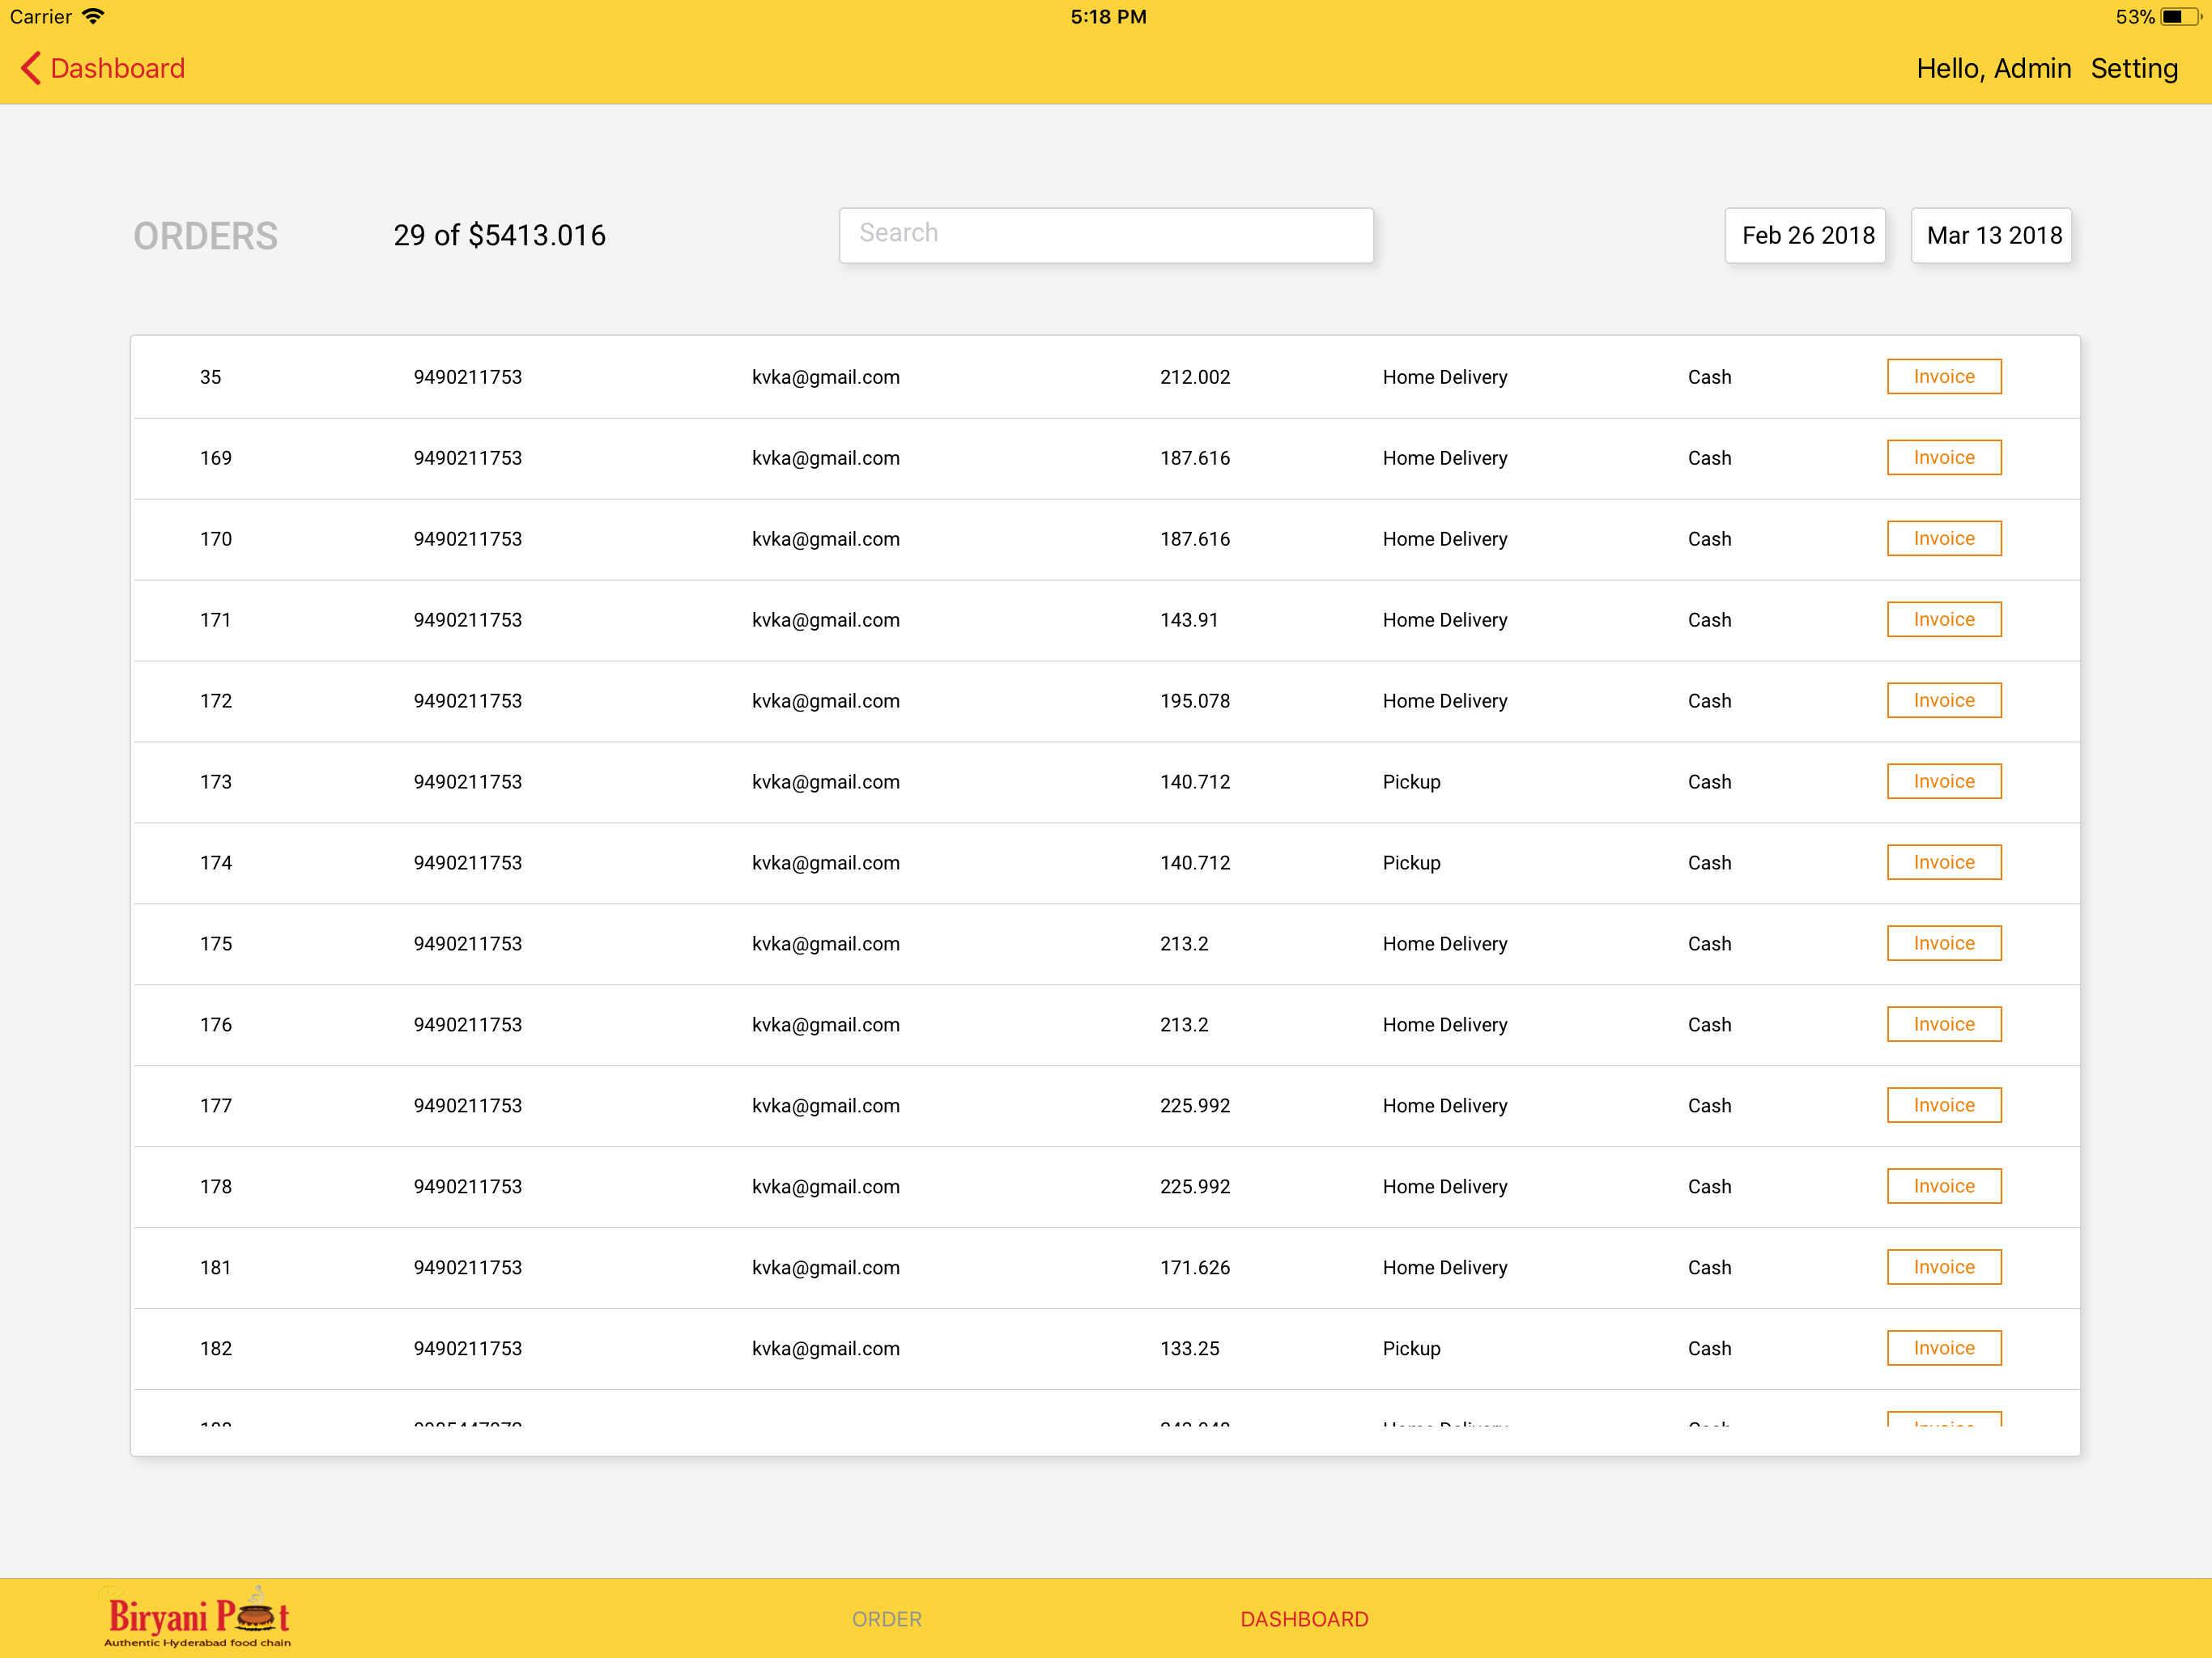 Carrier 5:18 PM 53%
Dashboard Hello, Admin Setting
ORDERS 29 of $5413.016 Search Feb 26 2018 Mar 13 2018
35 9490211753 kvka@gmail.com 212.002 Home Delivery Cash Invoice
169 9490211753 kvka@gmail.com 187.616 Home Delivery Cash Invoice
170 9490211753 kvka@gmail.com 187.616 Home Delivery Cash Invoice
171 9490211753 kvka@gmail.com 143.91 Home Delivery Cash Invoice
172 9490211753 kvka@gmail.com 195.078 Home Delivery Cash Invoice
173 9490211753 kvka@gmail.com 140.712 Pickup Cash Invoice
174 9490211753 kvka@gmail.com 140.712 Pickup Cash Invoice
175 9490211753 kvka@gmail.com 213.2 Home Delivery Cash Invoice
176 9490211753 kvka@gmail.com 213.2 Home Delivery Cash Invoice
177 9490211753 kvka@gmail.com 225.992 Home Delivery Cash Invoice
178 9490211753 kvka@gmail.com 225.992 Home Delivery Cash Invoice
181 9490211753 kvka@gmail.com 171.626 Home Delivery Cash Invoice
182 9490211753 kvka@gmail.com 133.25 Pickup Cash Invoice
Home Delivery Cash Invoice
Biryani Pot
Authentic Hyderabad food chain
ORDER DASHBOARD